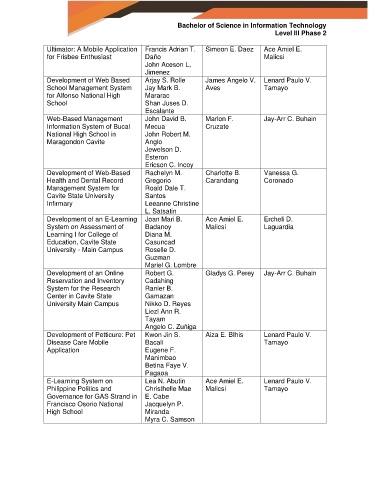 Bachelor of Science in Information Technology
Level III Phase 2
Ultimator: A Mobile Application for Frisbee Enthusiast
Francis Adrian T. Daño
John Aceson L. Jimenez
Simeon E. Daez
Ace Amiel E. Malicsi
Development of Web Based School Management System for Alfonso National High School
Arjay S. Rolle
Jay Mark B. Mararac
Shan Juses D. Escalante
James Angelo V. Aves
Lenard Paulo V. Tamayo
Web-Based Management Information System of Bucal National High School in Maragondon Cavite
John David B. Mecua
John Robert M. Anglo
Jewelson D. Esteron
Ericson C. Incoy
Marlon F. Cruzate
Jay-Arr C. Buhain
Development of Web-Based Health and Dental Record Management System for Cavite State University Infirmary
Rachelyn M. Gregorio
Roald Dale T. Santos
Leeanne Christine L. Satsatin
Charlotte B. Carandang
Vanessa G. Coronado
Development of an E-Learning System on Assessment of Learning I for College of Education, Cavite State University - Main Campus
Joan Mari B. Badanoy
Diana M. Casuncad
Roselle D. Guzman
Mariel G. Lombre
Ace Amiel E. Malicsi
Ercheli D. Laguardia
Development of an Online Reservation and Inventory System for the Research Center in Cavite State University Main Campus
Robert G. Cadahing
Ranier B. Gamazan
Nikko D. Reyes
Liezl Ann R. Tayam
Angelo C. Zuñiga
Gladys G. Perey
Jay-Arr C. Buhain
Development of Petticure: Pet Disease Care Mobile Application
Kwon Jin S. Bacali
Eugene F. Manimbao
Betina Faye V. Pagaoa
Aiza E. Blhis
Lenard Paulo V. Tamayo
E-Learning System on Philippine Politics and Governance for GAS Strand in Francisco Osorio National High School
Lea N. Abutin
Christhelle Mae E. Cabe
Jacquelyn P. Miranda
Myra C. Samson
Ace Amiel E. Malicsi
Lenard Paulo V. Tamayo